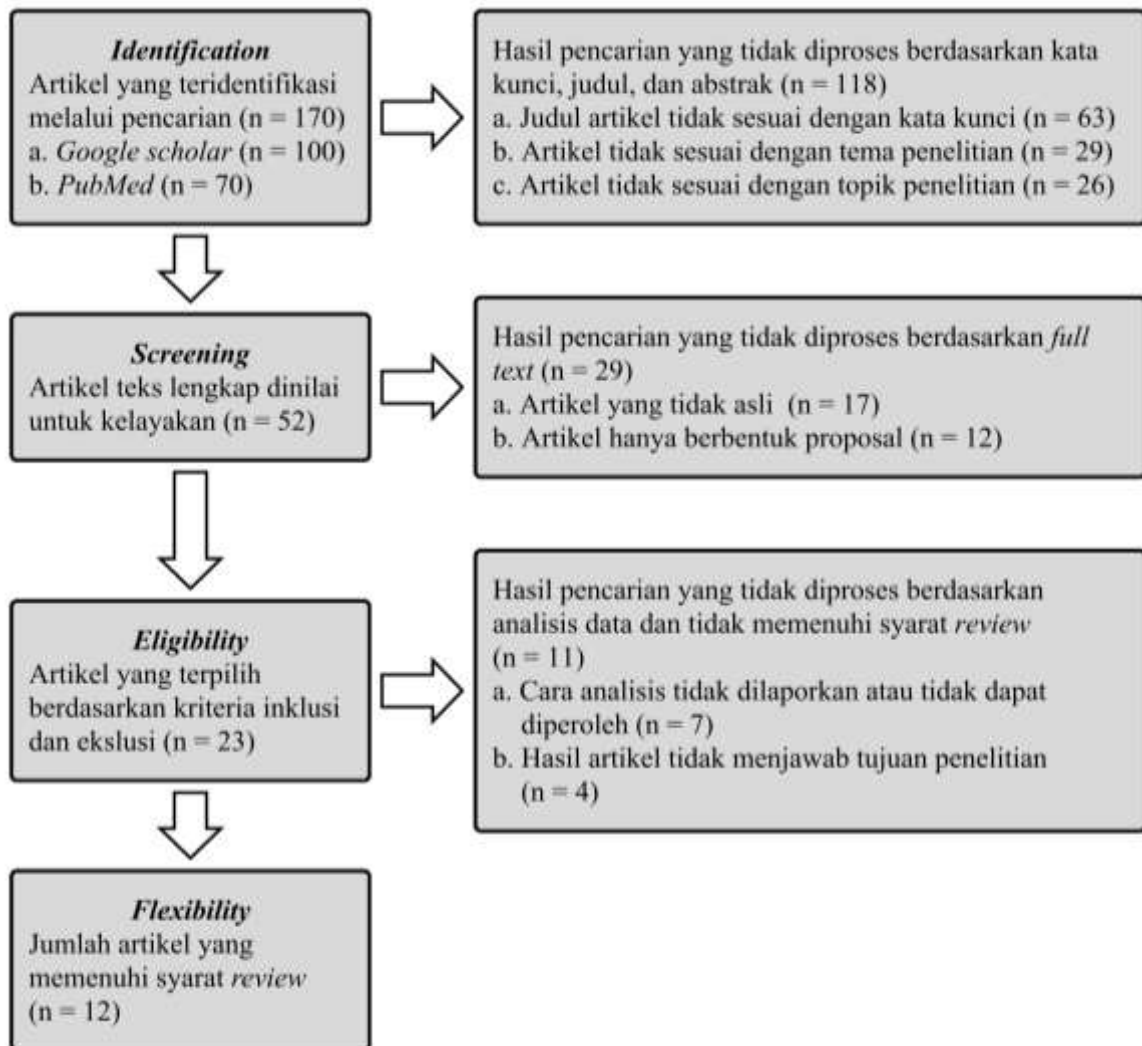 Identification
Artikel yang teridentifikasi
melalui pencarian (n = 170)
a. Google scholar (n = 100)
b. PubMed (n = 70)
Hasil pencarian yang tidak diproses berdasarkan kata
kunci, judul, dan abstrak (n = 118)
a. Judul artikel tidak sesuai dengan kata kunci (n = 63)
b. Artikel tidak sesuai dengan tema penelitian (n = 29)
c. Artikel tidak sesuai dengan topik penelitian (n = 26)
Screening
Artikel teks lengkap dinilai
untuk kelayakan (n = 52)
Hasil pencarian yang tidak diproses berdasarkan full
text (n = 29)
a. Artikel yang tidak asli (n = 17)
b. Artikel hanya berbentuk proposal (n = 12)
Eligibility
Artikel yang terpilih
berdasarkan kriteria inklusi
dan ekslusi (n = 23)
Hasil pencarian yang tidak diproses berdasarkan
analisis data dan tidak memenuhi syarat review
(n = 11)
a. Cara analisis tidak dilaporkan atau tidak dapat
diperoleh (n = 7)
b. Hasil artikel tidak menjawab tujuan penelitian
(n = 4)
Flexibility
Jumlah artikel yang
memenuhi syarat review
(n = 12)